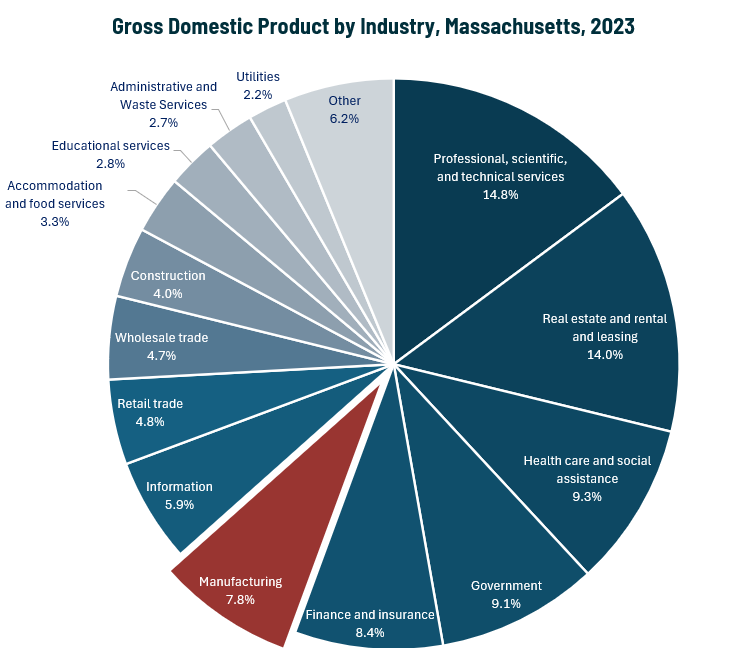 Gross Domestic Product by Industry, Massachusetts, 2023
Professional, scientific,
and technical services
14.8%
Real estate and rental
and leasing
14.0%
Health care and social
assistance
9.3%
Government
9.1%
Finance and insurance
8.4%
Manufacturing
7.8%
Information
5.9%
Retail trade
4.8%
Wholesale trade
4.7%
Construction
4.0%
Accommodation
and food services
3.3%
Educational services
2.8%
Administrative and
Waste Services
2.7%
Utilities
2.2%
Other
6.2%